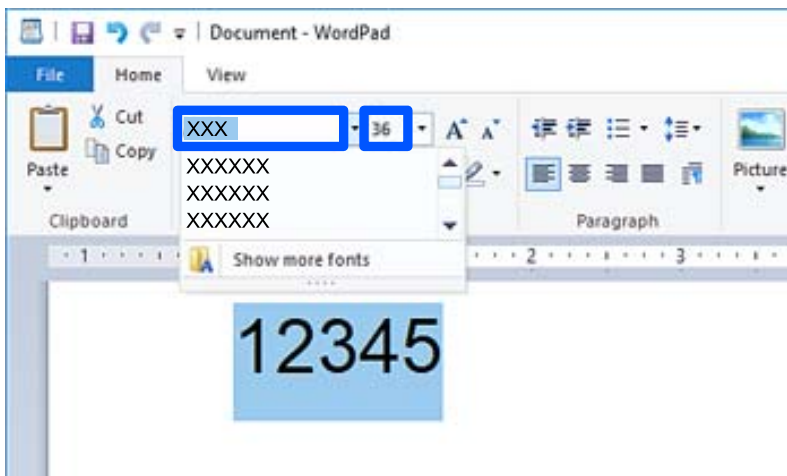 Document - WordPad
File Home View
Cut
XXX 36 A A
Copy
XXXXXX
Paste
Picture
XXXXXX
XXXXXX
Clipboard
Paragraph
Show more fonts
1 2 3
12345